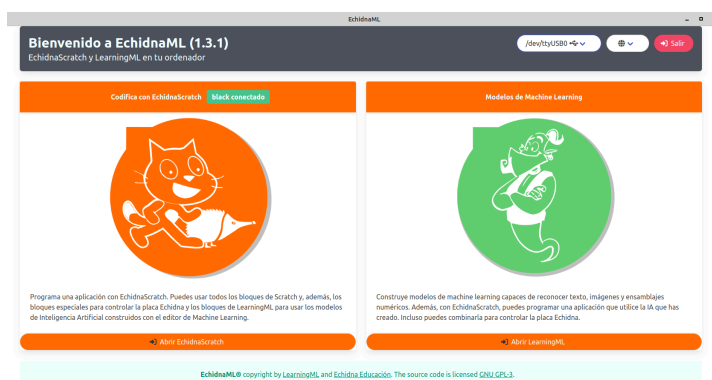 EchidnaML
Bienvenido a EchidnaML (1.3.1)
EchidnaScratch y LearningML en tu ordenador
/dev/ttyUSB0
Salir
Codifica con EchidnaScratch black conectado
Modelos de Machine Learning
Programa una aplicación con EchidnaScratch. Puedes usar todos los bloques de Scratch y, además, los
bloques especiales para controlar la placa Echidna y los bloques de LearningML para usar los modelos
de Inteligencia Artificial construidos con el editor de Machine Learning.
Construye modelos de machine learning capaces de reconocer texto, imágenes y ensamblajes
numéricos. Además, con EchidnaScratch, puedes programar una aplicación que utilice la IA que has
creado. Incluso puedes combinarla para controlar la placa Echidna.
Abrir EchidnaScratch
Abrir LearningML
EchidnaML® copyright by LearningML and Echidna Educación. The source code is licensed GNU GPL-3.